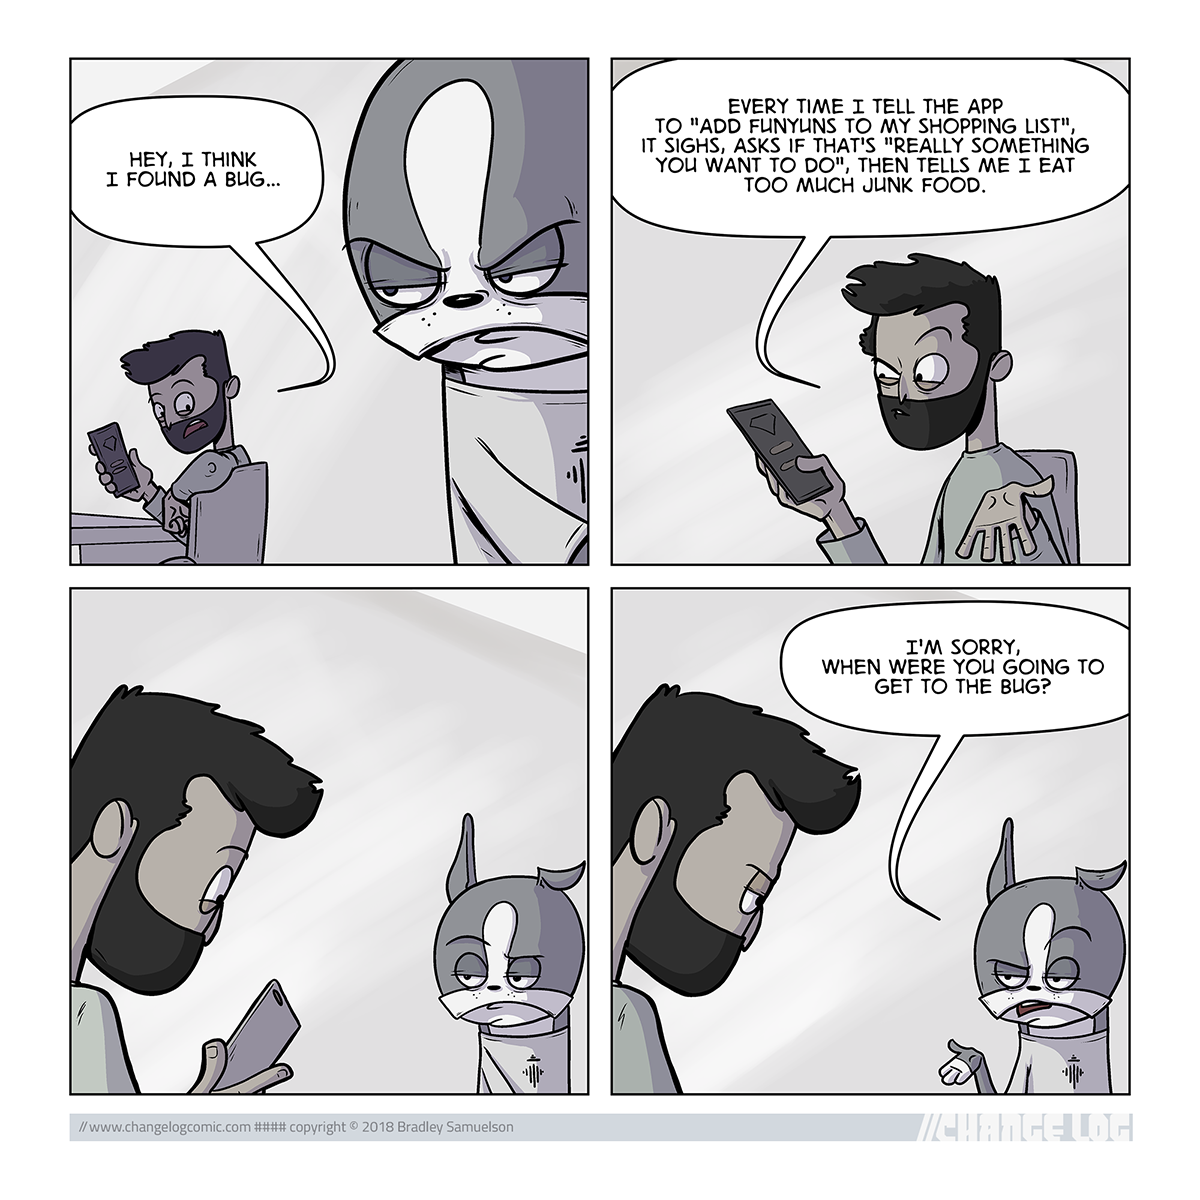 HEY, I THINK
I FOUND A BUG...
EVERY TIME I TELL THE APP
TO "ADD FUNYUNS TO MY SHOPPING LIST",
IT SIGHS, ASKS IF THAT'S "REALLY SOMETHING
YOU WANT TO DO", THEN TELLS ME I EAT
TOO MUCH JUNK FOOD.
I'M SORRY,
WHEN WERE YOU GOING TO
GET TO THE BUG?
// www.changelogcomic.com #### copyright © 2018 Bradley Samuelson
//CHANGE LOG